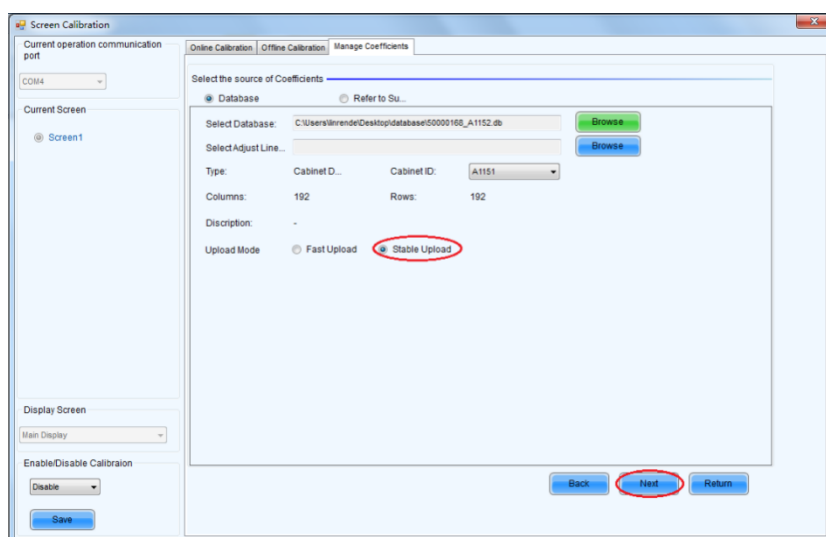 Screen Calibration
Current operation communication
port
COM4
Current Screen
Screen1
Display Screen
Main Display
Enable/Disable Calibraion
Disable
Save
Online Calibration Offline Calibration Manage Coefficients
Select the source of Coefficients
Database Refer to Su...
Select Database: C:\Users\linrende\Desktop\database\50000168_A1152.db Browse
Select Adjust Line... Browse
Type: Cabinet D... Cabinet ID: A1151
Columns: 192 Rows: 192
Discription: -
Upload Mode Fast Upload Stable Upload
Back Next Return